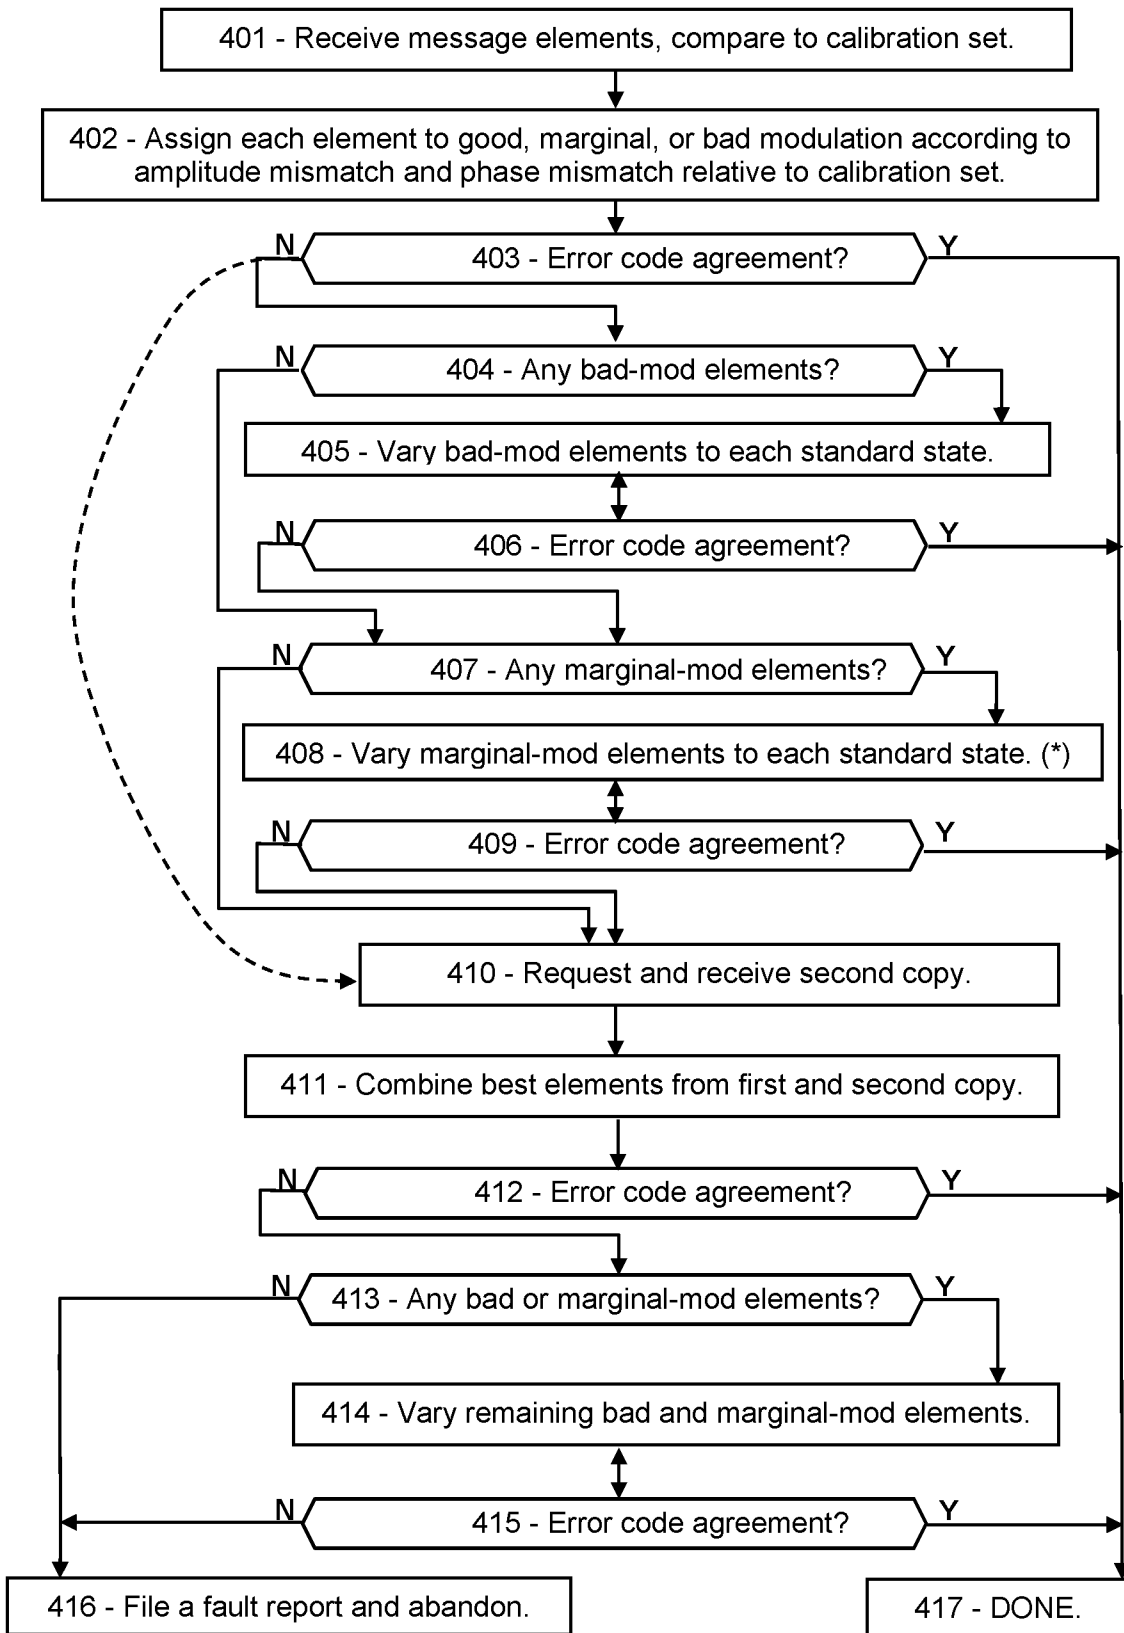 401 - Receive message elements, compare to calibration set.
402 - Assign each element to good, marginal, or bad modulation according to
amplitude mismatch and phase mismatch relative to calibration set.
N
403 - Error code agreement?
Y
N
404 - Any bad-mod elements?
Y
405 - Vary bad-mod elements to each standard state.
N
406 - Error code agreement?
Y
N
407 - Any marginal-mod elements?
Y
408 - Vary marginal-mod elements to each standard state. (*)
N
409 - Error code agreement?
Y
410 - Request and receive second copy.
411 - Combine best elements from first and second copy.
N
412 - Error code agreement?
Y
N
413 - Any bad or marginal-mod elements?
Y
414 - Vary remaining bad and marginal-mod elements.
N
415 - Error code agreement?
Y
416 - File a fault report and abandon.
417 - DONE.